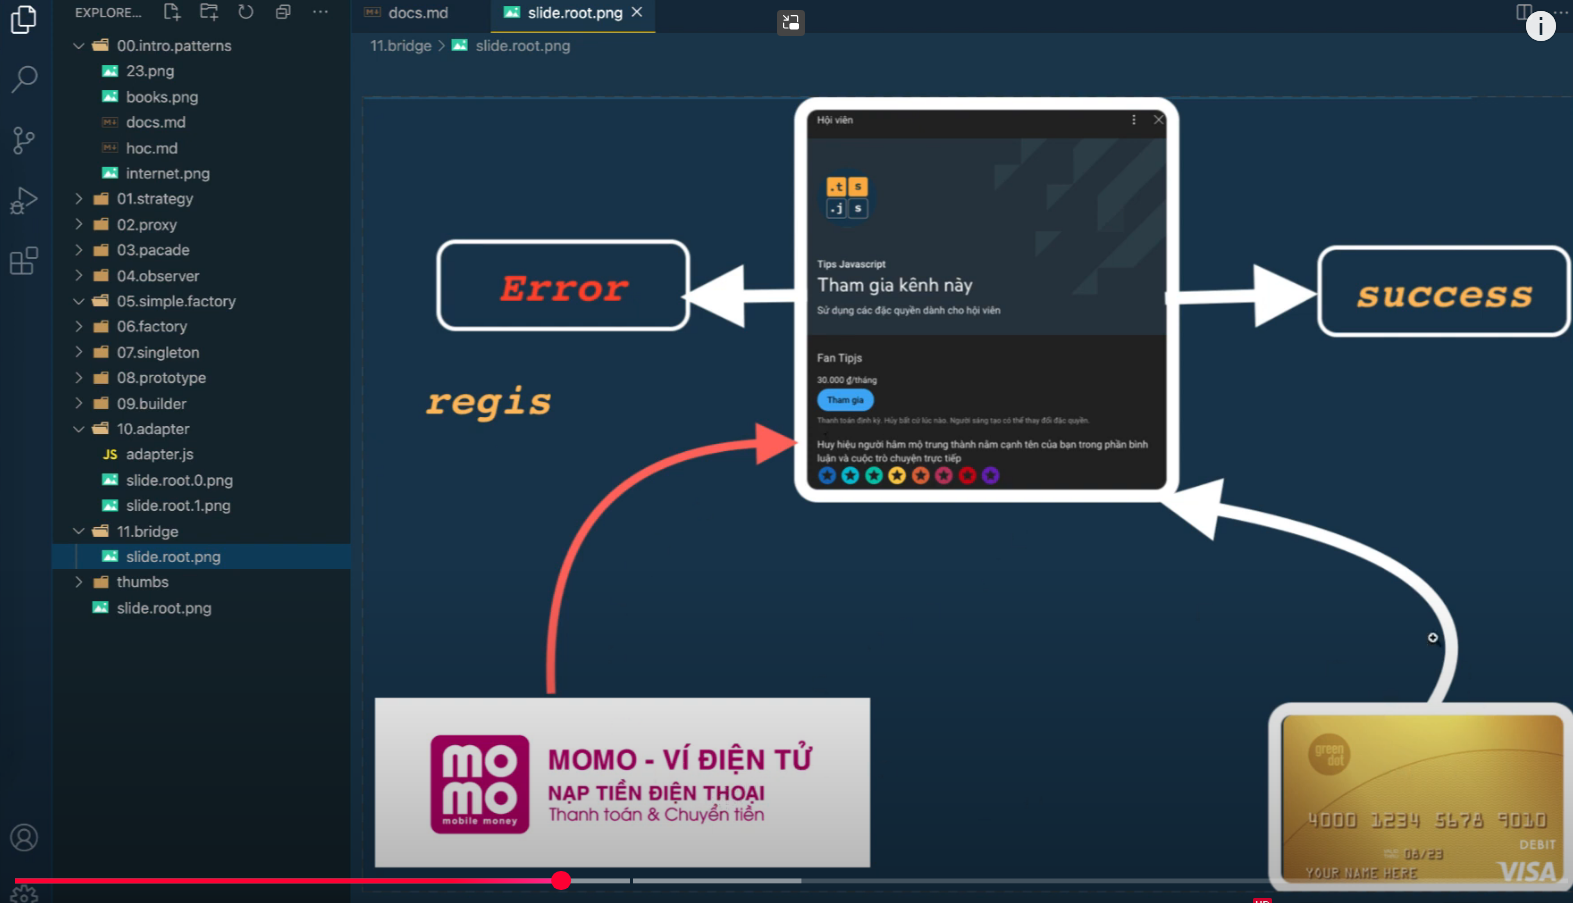 EXPLORE...
00.intro.patterns
23.png
books.png
docs.md
hoc.md
internet.png
01.strategy
02.proxy
03.pacade
04.observer
05.simple.factory
06.factory
07.singleton
08.prototype
09.builder
10.adapter
JS adapter.js
slide.root.0.png
slide.root.1.png
11.bridge
slide.root.png
thumbs
slide.root.png
docs.md
slide.root.png
11.bridge > slide.root.png
Hội viên
.t s
.j s
Tips Javascript
Tham gia kênh này
Sử dụng các đặc quyền dành cho hội viên
Fan Tipjs
30.000 ₫/tháng
Tham gia
Thanh toán định kỳ. Hủy bất cứ lúc nào. Người sáng tạo có thể thay đổi đặc quyền.
Huy hiệu người hâm mộ trung thành nằm cạnh tên của bạn trong phần bình
luận và cuộc trò chuyện trực tiếp
Error
success
regis
mo
mo
mobile money
MOMO - VÍ ĐIỆN TỬ
NẠP TIỀN ĐIỆN THOẠI
Thanh toán & Chuyển tiền
green
dot
4000 1234 5678 9010
06/23
DEBIT
YOUR NAME HERE
VISA